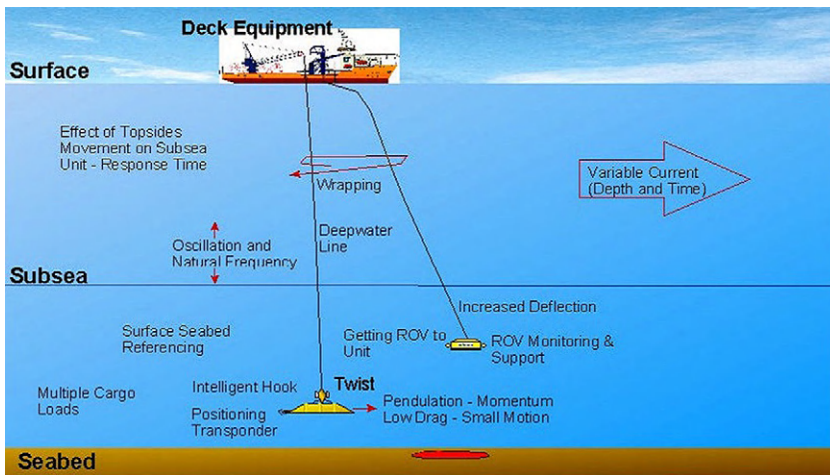 Deck Equipment
Surface
Effect of Topsides
Movement on Subsea
Unit - Response Time
Wrapping
Variable Current
(Depth and Time)
Deepwater
Line
Oscillation and
Natural Frequency
Subsea
Increased Deflection
Surface Seabed
Referencing
Getting ROV to
Unit
ROV Monitoring &
Support
Multiple Cargo
Loads
Intelligent Hook
Twist
Positioning
Transponder
Pendulation - Momentum
Low Drag - Small Motion
Seabed